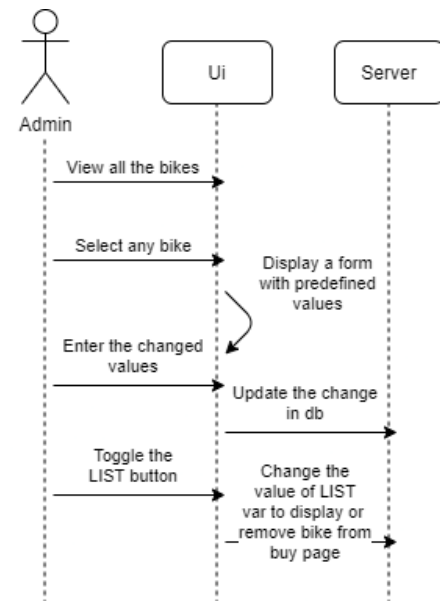 Ui
Server
Admin
View all the bikes
Select any bike
Display a form
with predefined
values
Enter the changed
values
Update the change
in db
Toggle the
LIST button
Change the
value of LIST
var to display or
remove bike from
buy page